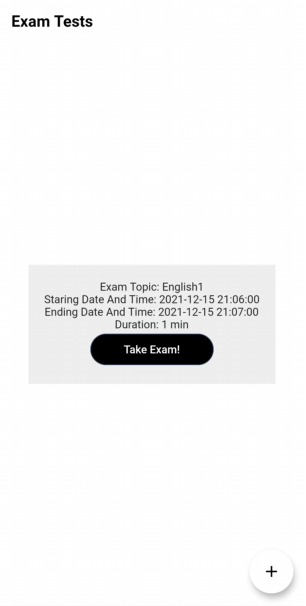 Exam Tests
Exam Topic: English1
Staring Date And Time: 2021-12-15 21:06:00
Ending Date And Time: 2021-12-15 21:07:00
Duration: 1 min
Take Exam!
+